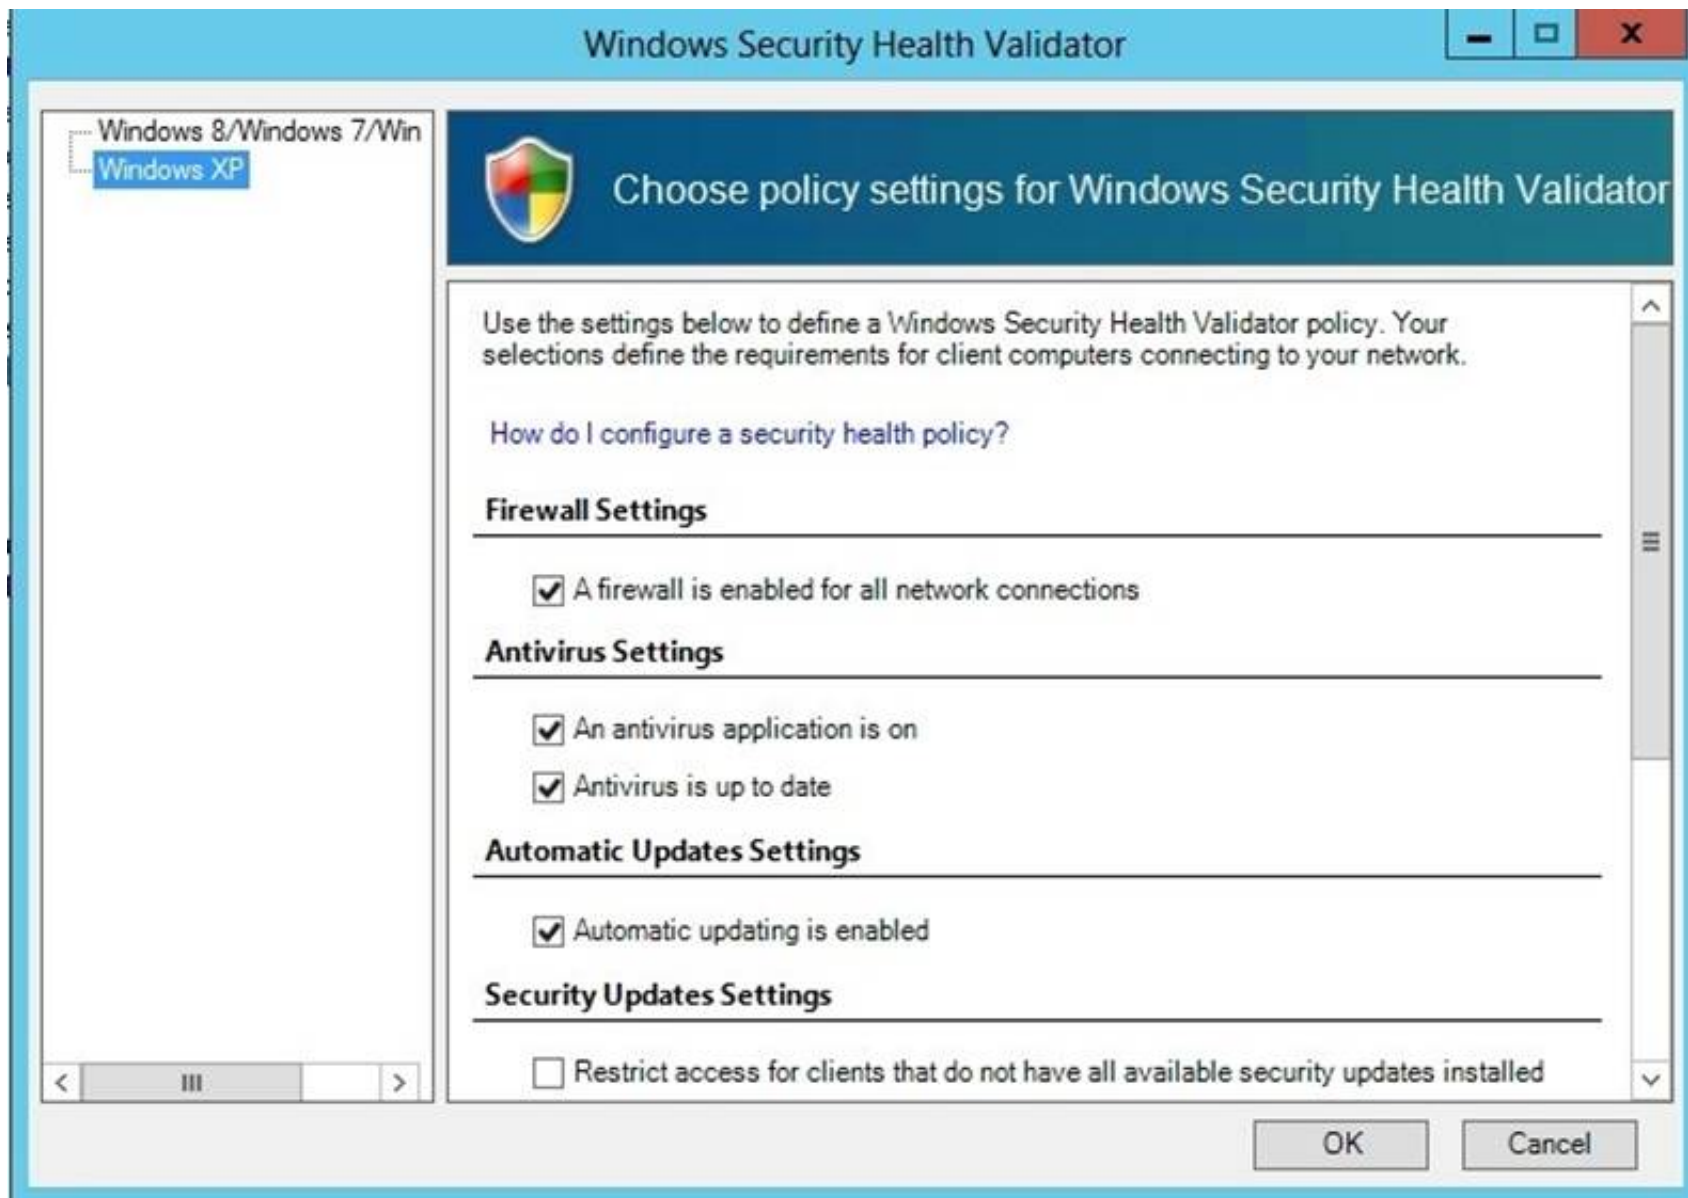 Windows Security Health Validator
Windows 8/Windows 7/Win
Windows XP
Choose policy settings for Windows Security Health Validator
Use the settings below to define a Windows Security Health Validator policy. Your
selections define the requirements for client computers connecting to your network.
How do I configure a security health policy?
Firewall Settings
A firewall is enabled for all network connections
Antivirus Settings
An antivirus application is on
Antivirus is up to date
Automatic Updates Settings
Automatic updating is enabled
Security Updates Settings
Restrict access for clients that do not have all available security updates installed
OK
Cancel